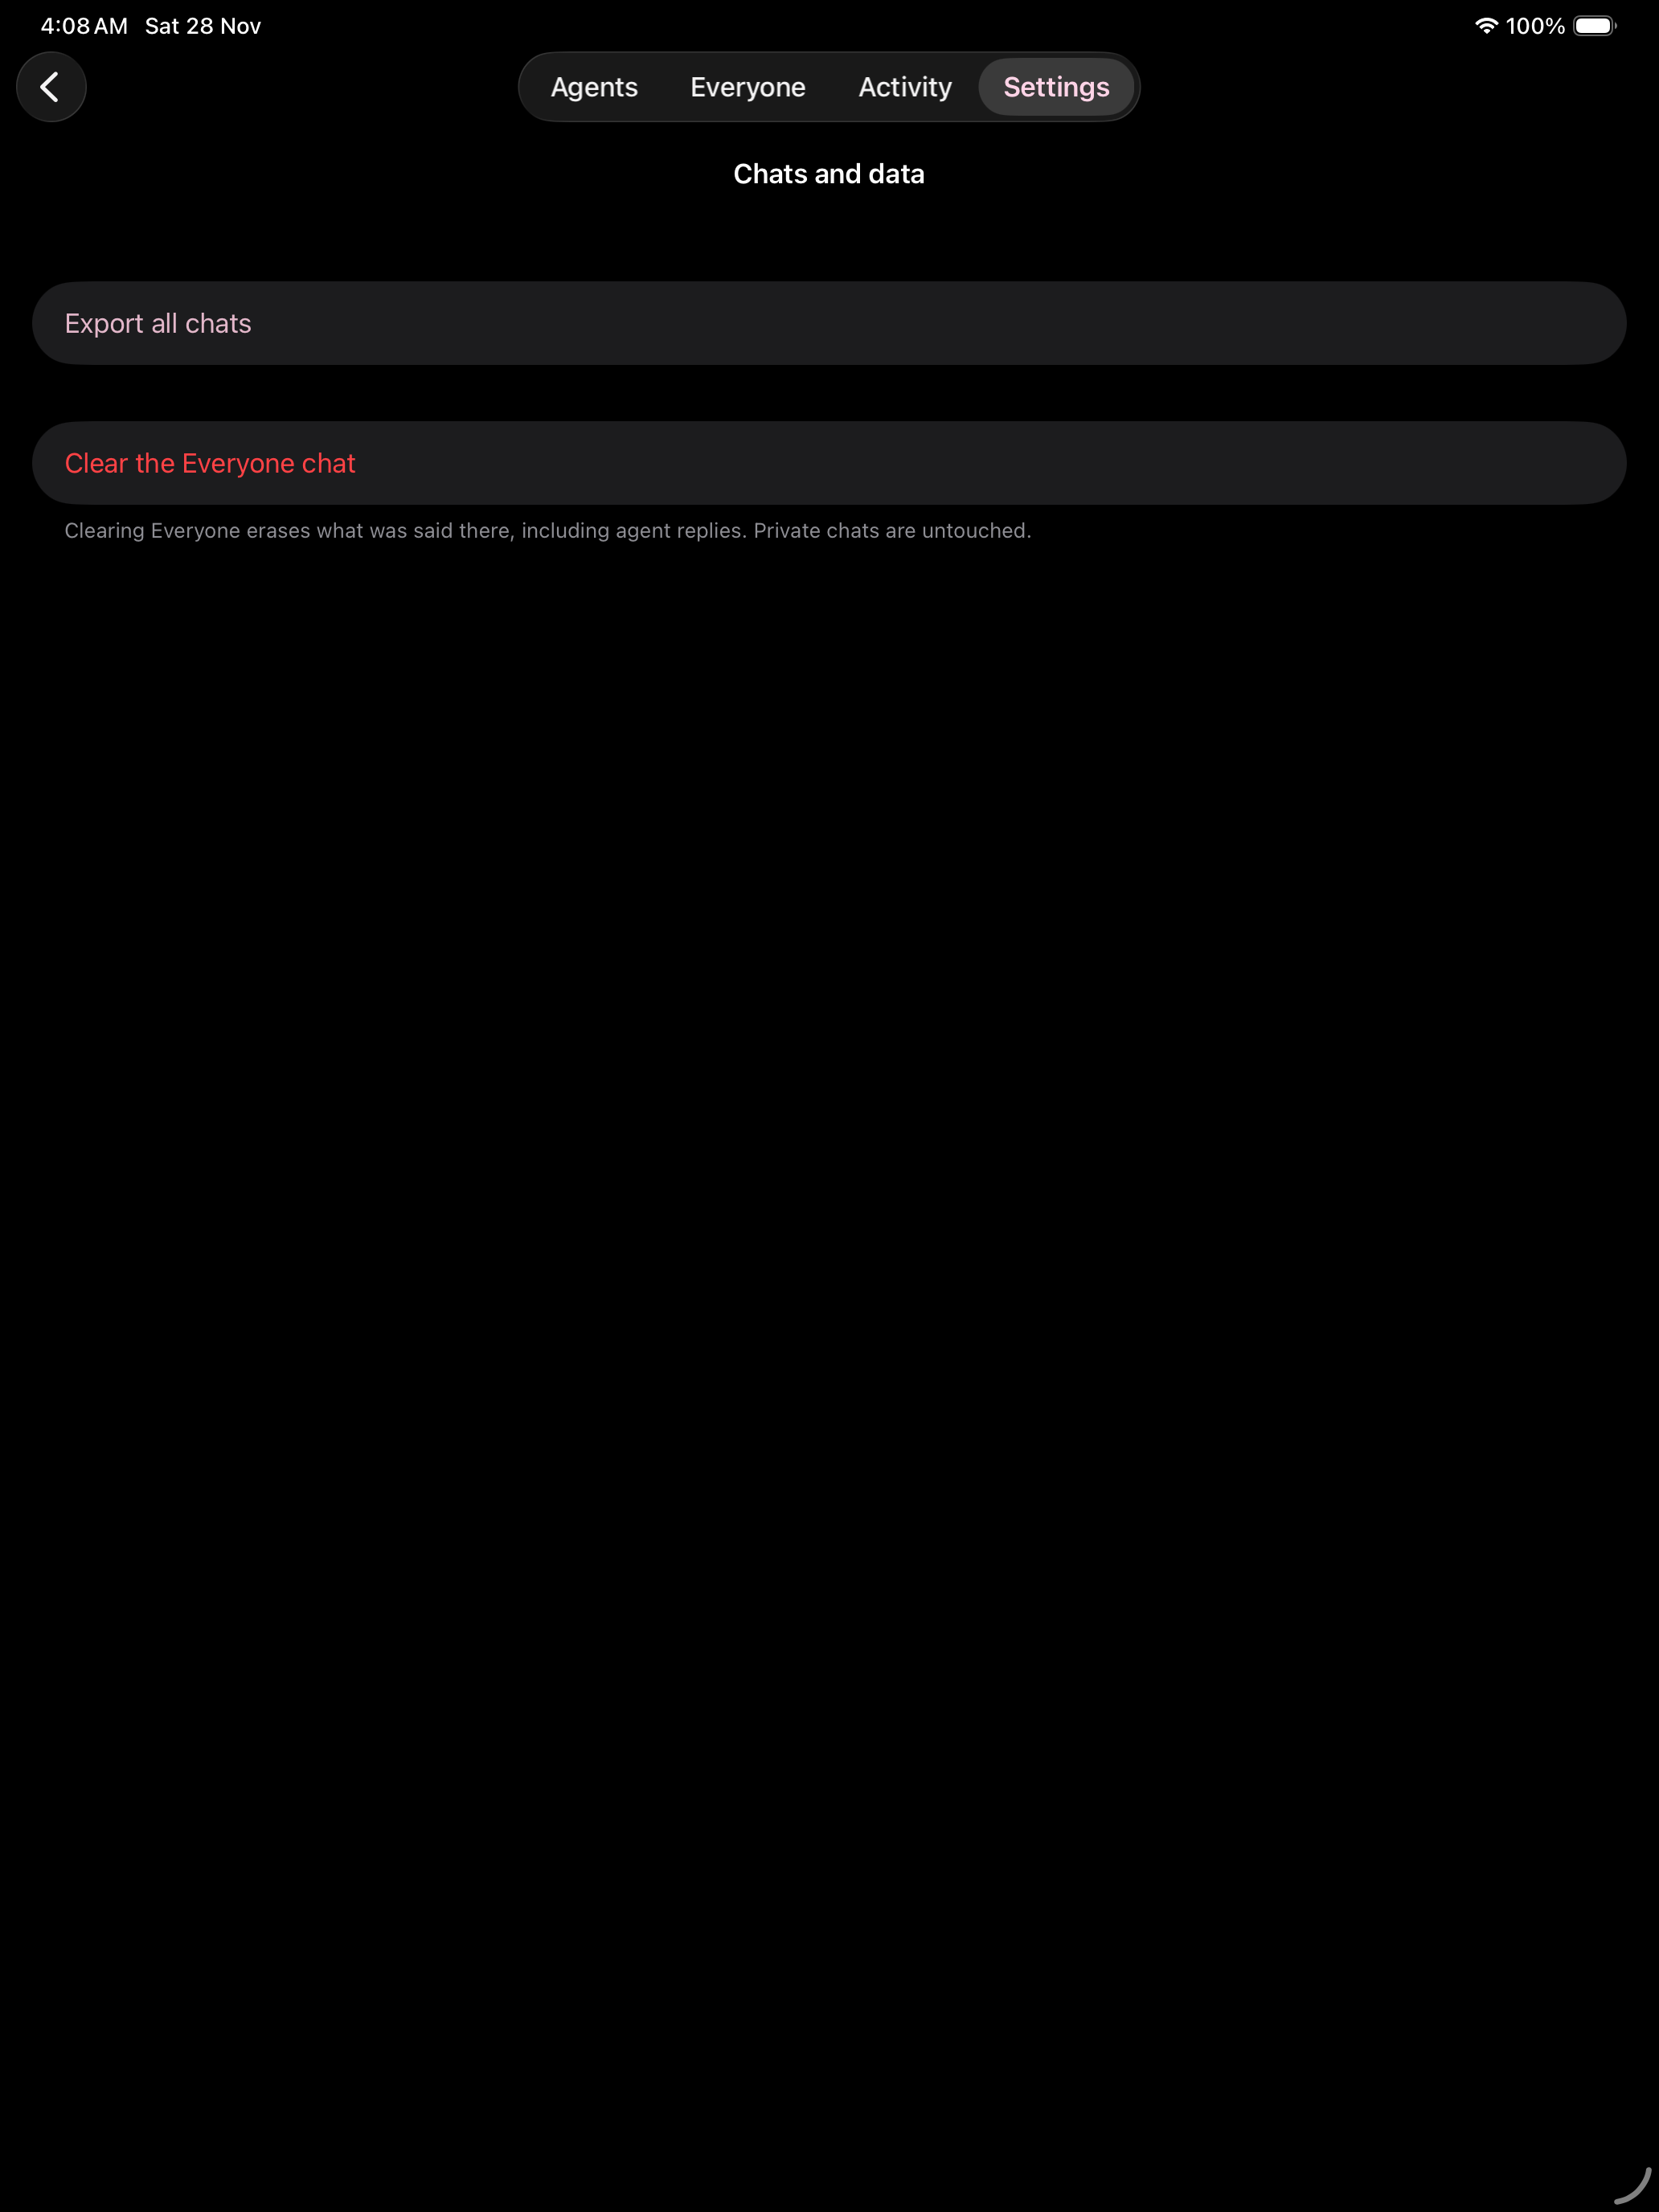 4:08 AM Sat 28 Nov
100%
Agents Everyone Activity Settings
Chats and data
Export all chats
Clear the Everyone chat
Clearing Everyone erases what was said there, including agent replies. Private chats are untouched.